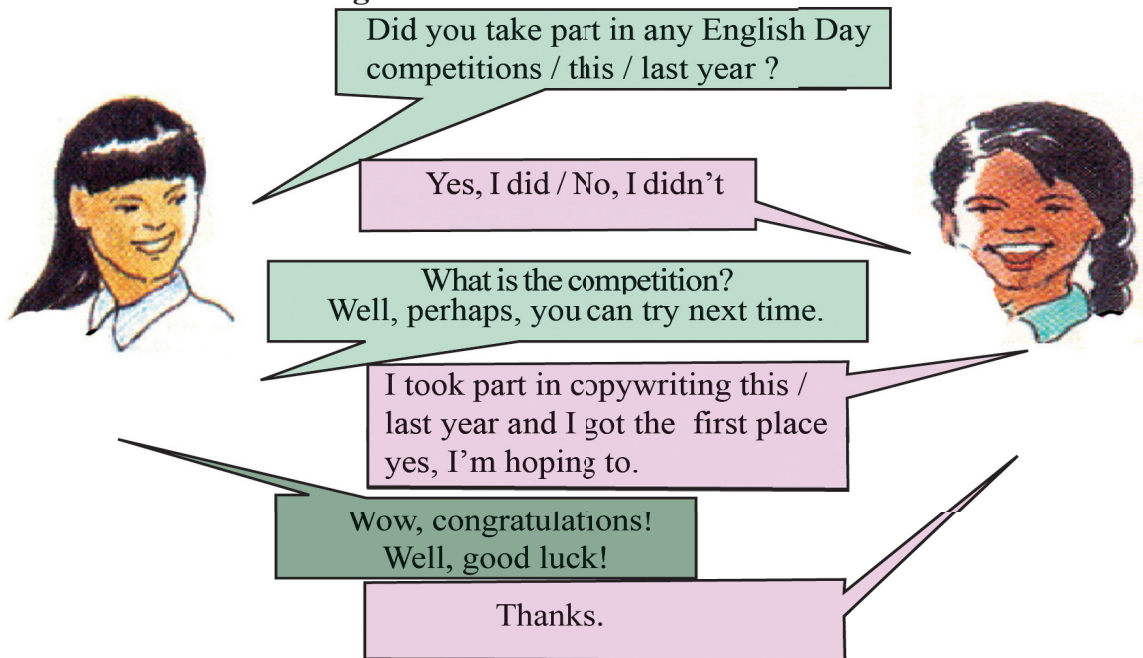 Did you take part in any English Day
competitions / this / last year ?
Yes, I did / No, I didn't
What is the competition?
Well, perhaps, you can try next time.
I took part in copywriting this /
last year and I got the first place
yes, I'm hoping to.
Wow, congratulations!
Well, good luck!
Thanks.